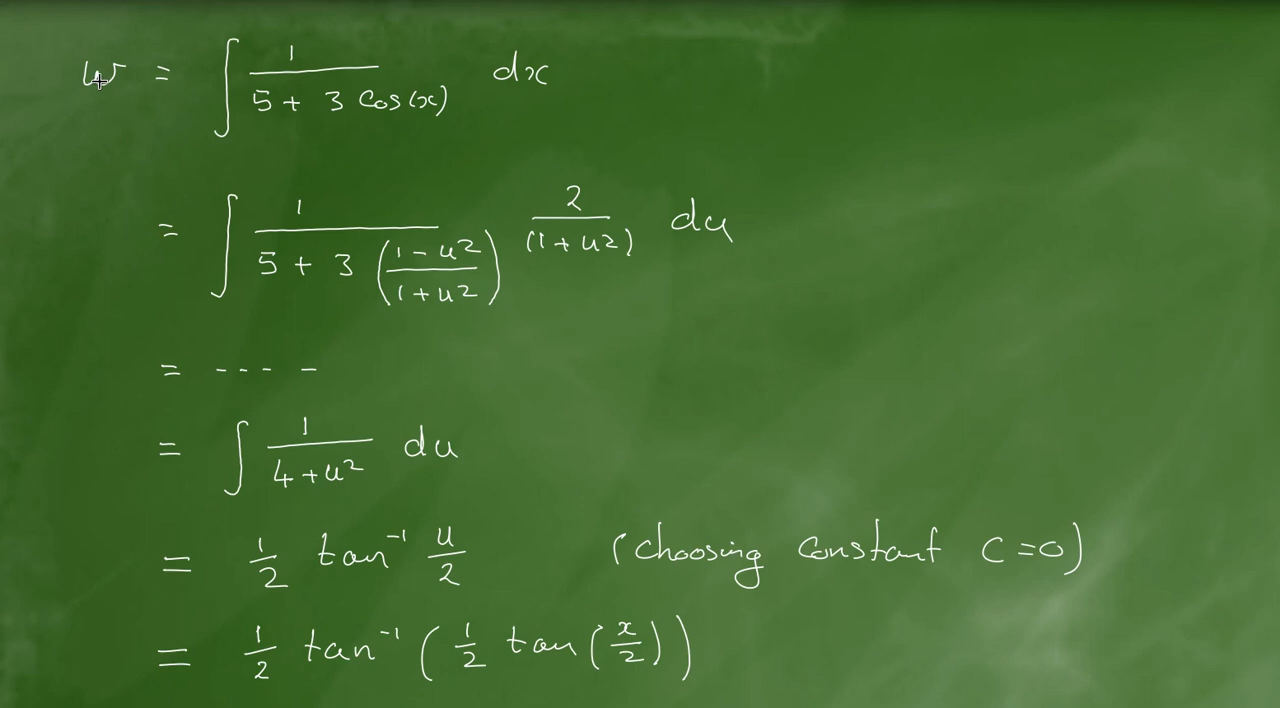 w = ∫ 1/(5 + 3 Cos(x)) dx
= ∫ 1/(5 + 3 ((1 - u²)/(1 + u²))) 2/(1 + u²) du
= - - - -
= ∫ 1/(4 + u²) du
= 1/2 tan⁻¹ u/2 (choosing constant C = 0)
= 1/2 tan⁻¹ (1/2 tan (x/2))